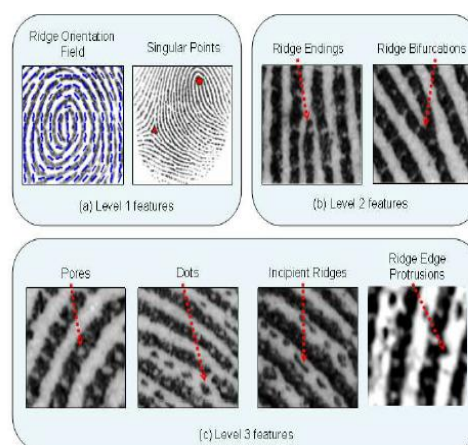 Ridge Orientation
Field
Singular Points
(a) Level 1 features
Ridge Endings
Ridge Bifurcations
(b) Level 2 features
Pores
Dots
Incipient Ridges
Ridge Edge
Protrusions
(c) Level 3 features